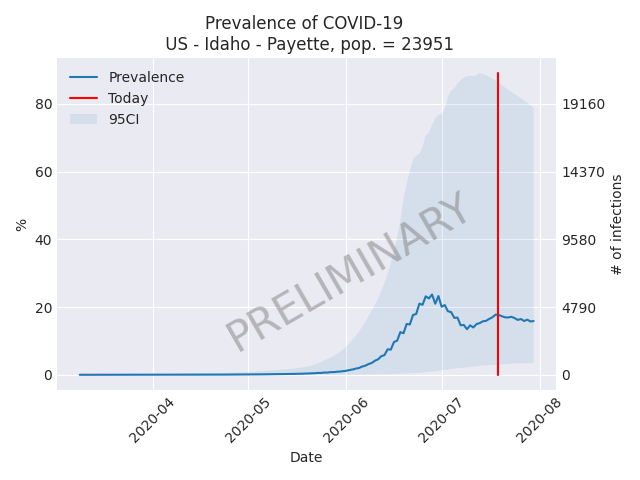 Prevalence of COVID-19
US - Idaho - Payette, pop. = 23951
Prevalence
Today
95CI
PRELIMINARY
%
80
60
40
20
0
# of infections
19160
14370
9580
4790
0
2020-04
2020-05
2020-06
2020-07
2020-08
Date